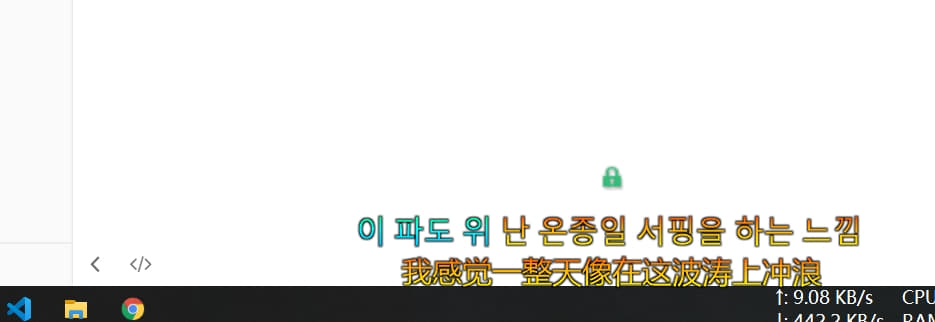 이 파도 위 난 온종일 서핑을 하는 느낌
</>
我感觉一整天像在这波涛上冲浪
↑: 9.08 KB/s CPU
↓: 442.2 KB/s RAM